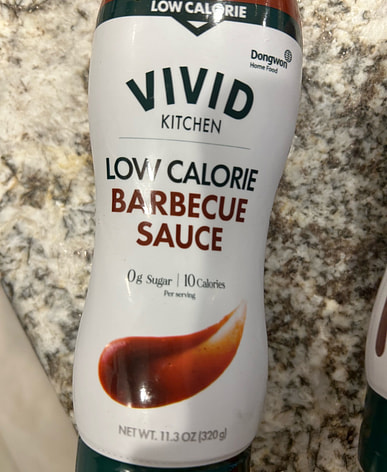 LOW CALORIE
Dongwon
Home Food
VIVID
KITCHEN
LOW CALORIE
BARBECUE
SAUCE
0g Sugar | 10 Calories
Per serving
NET WT. 11.3 OZ (320g)